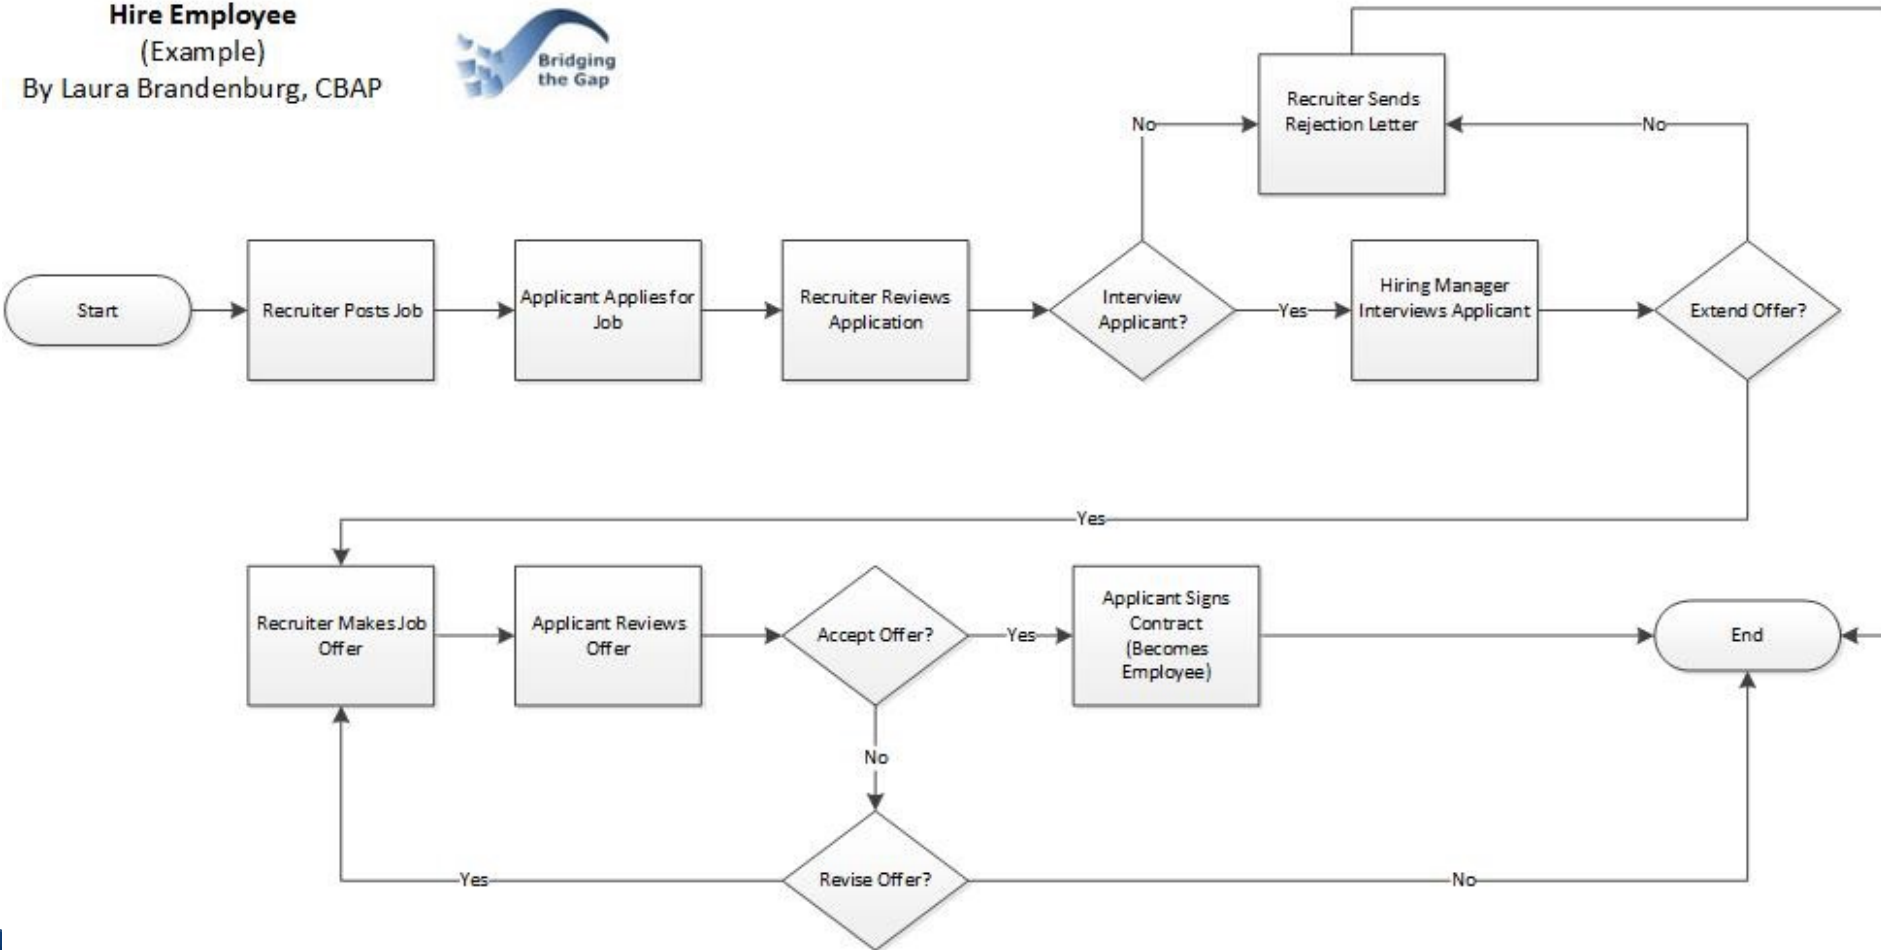 Hire Employee
(Example)
By Laura Brandenburg, CBAP
Bridging
the Gap
Recruiter Sends
Rejection Letter
No
No
Start
Recruiter Posts Job
Applicant Applies for
Job
Recruiter Reviews
Application
Interview
Applicant?
Yes
Hiring Manager
Interviews Applicant
Extend Offer?
Yes
Recruiter Makes Job
Offer
Applicant Reviews
Offer
Accept Offer?
Yes
Applicant Signs
Contract
(Becomes
Employee)
End
No
Yes
Revise Offer?
No